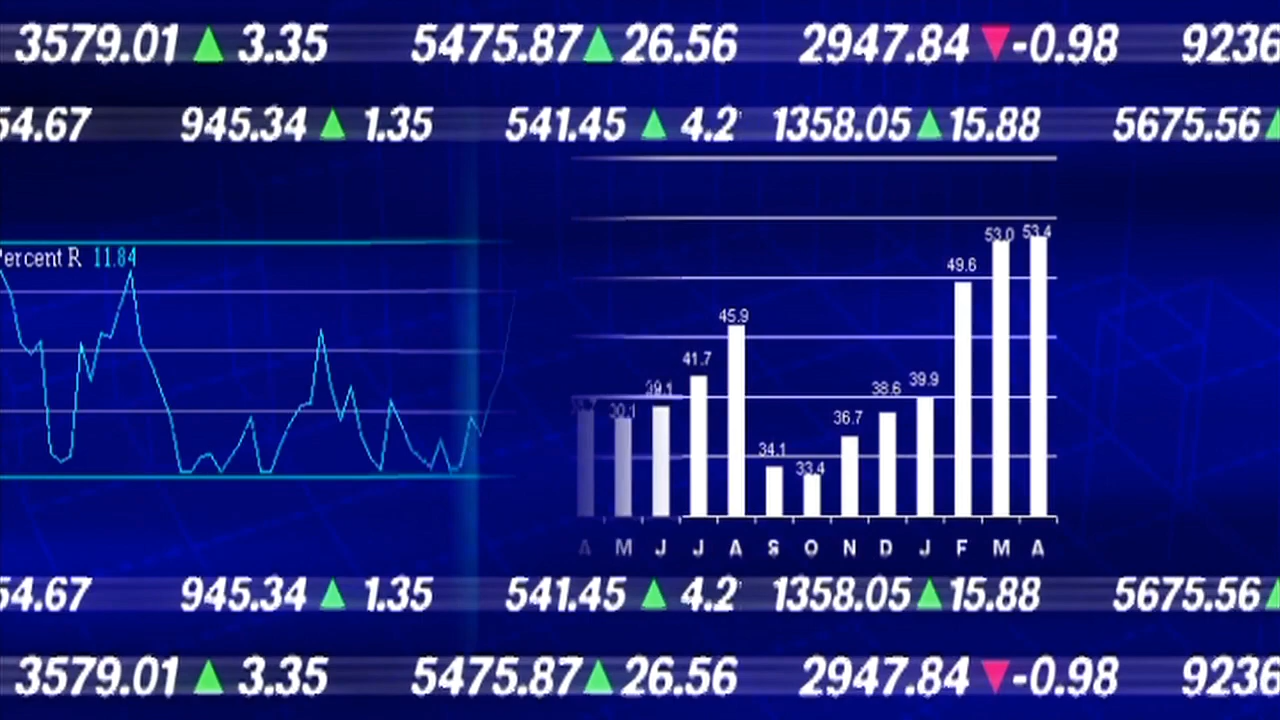 3579.01 ▲ 3.35 5475.87 ▲ 26.56 2947.84 ▼ -0.98 9236
54.67 945.34 ▲ 1.35 541.45 ▲ 4.2 1358.05 ▲ 15.88 5675.56 ▲
Percent R 11.84
53.0 53.4
49.6
45.9
41.7
39.1 38.6 39.9
36.7
34.1 33.4
A M J J A S O N D J F M A
54.67 945.34 ▲ 1.35 541.45 ▲ 4.2 1358.05 ▲ 15.88 5675.56 ▲
3579.01 ▲ 3.35 5475.87 ▲ 26.56 2947.84 ▼ -0.98 9236